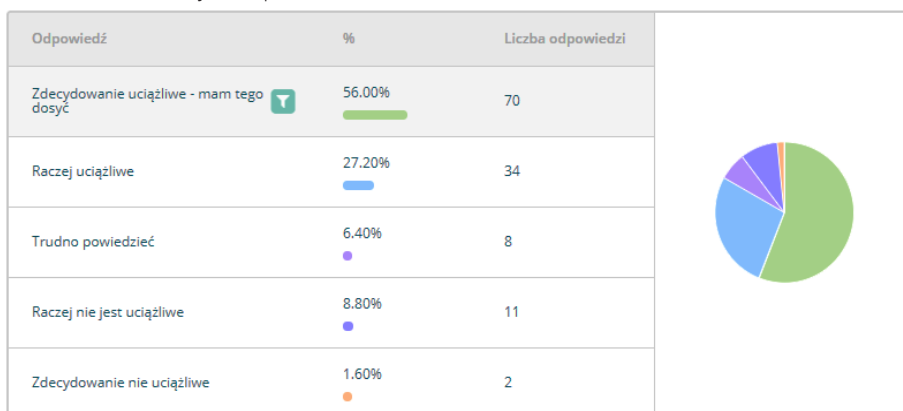 Odpowiedź % Liczba odpowiedzi
Zdecydowanie uciążliwe - mam tego
dosyć 56.00% 70
Raczej uciążliwe 27.20% 34
Trudno powiedzieć 6.40% 8
Raczej nie jest uciążliwe 8.80% 11
Zdecydowanie nie uciążliwe 1.60% 2